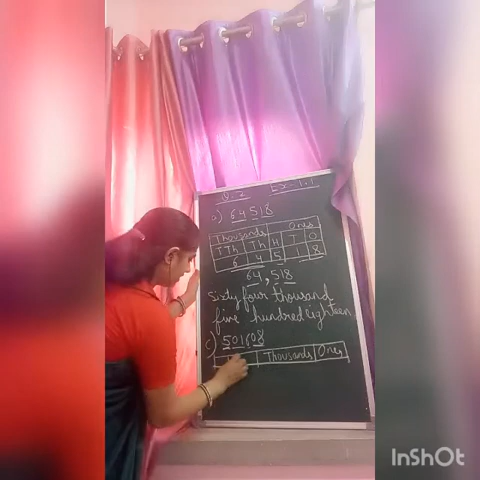 Q.7 Ex-1.1
a) 64518
Thousands Ones
T Th Th H T O
6 4 5 1 8
64,518
Sixty four thousand
five hundred eighteen
c) 501608
Thousands Ones
InShOt